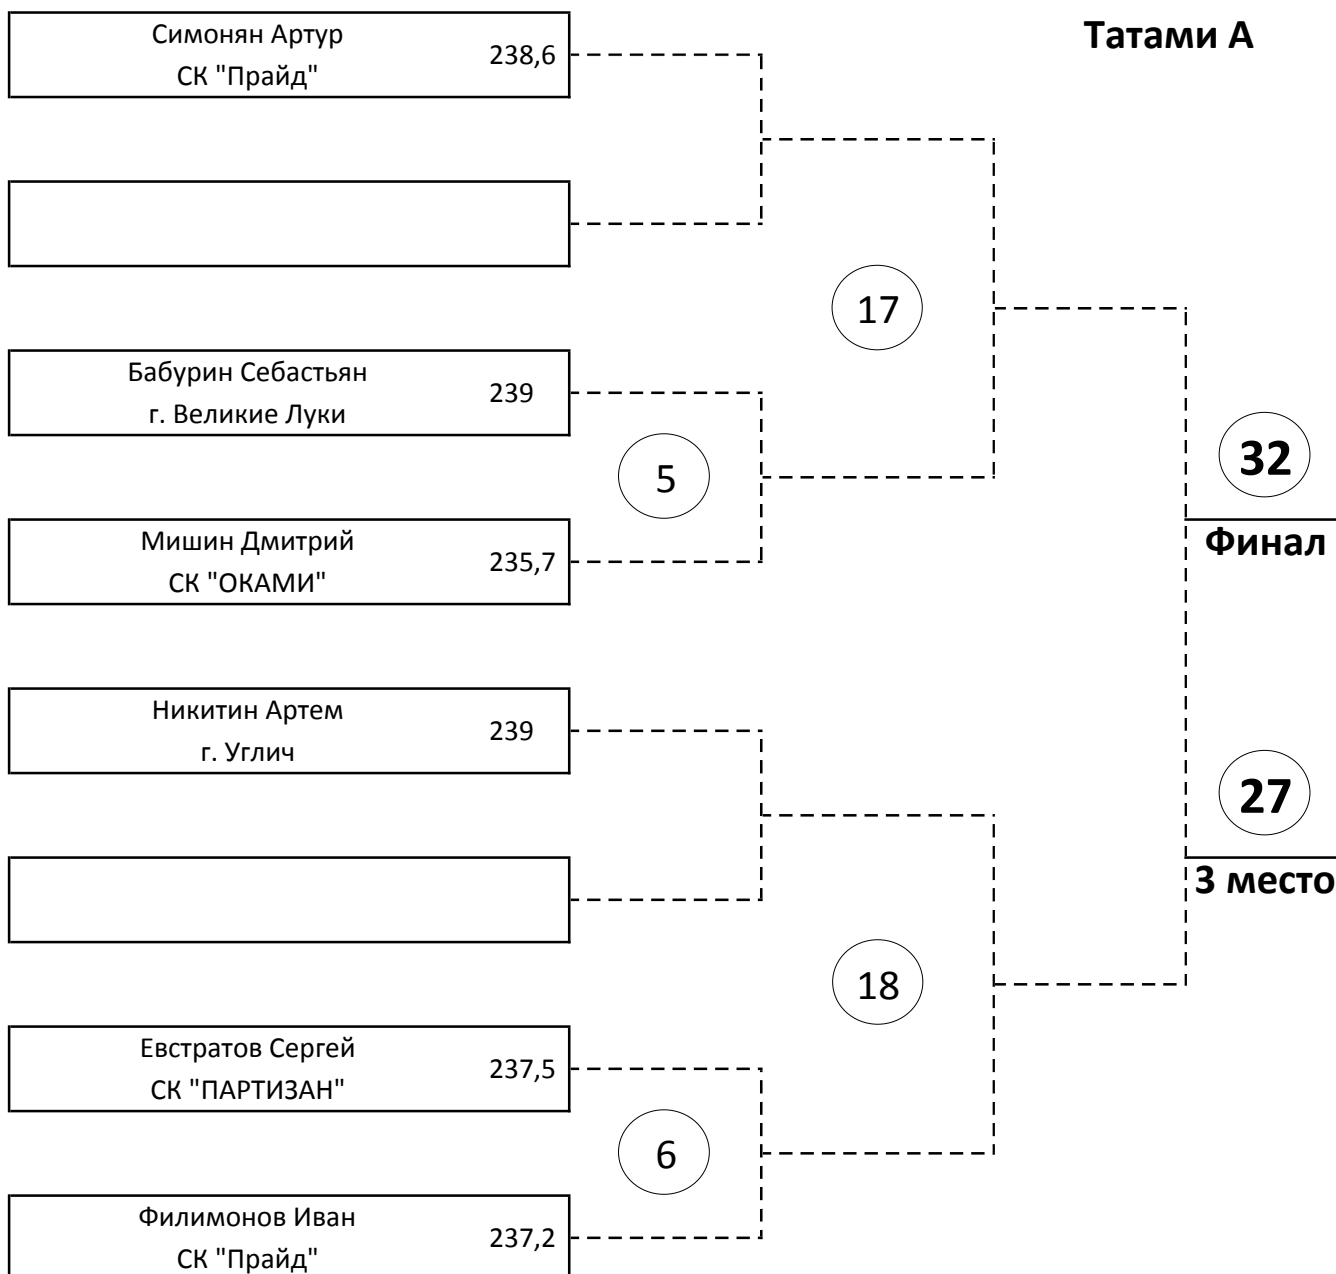 Татами А
Симонян Артур
СК "Прайд"
238,6
17
Бабурин Себастьян
г. Великие Луки
239
5
32
Финал
Мишин Дмитрий
СК "ОКАМИ"
235,7
Никитин Артем
г. Углич
239
27
3 место
18
Евстратов Сергей
СК "ПАРТИЗАН"
237,5
6
Филимонов Иван
СК "Прайд"
237,2